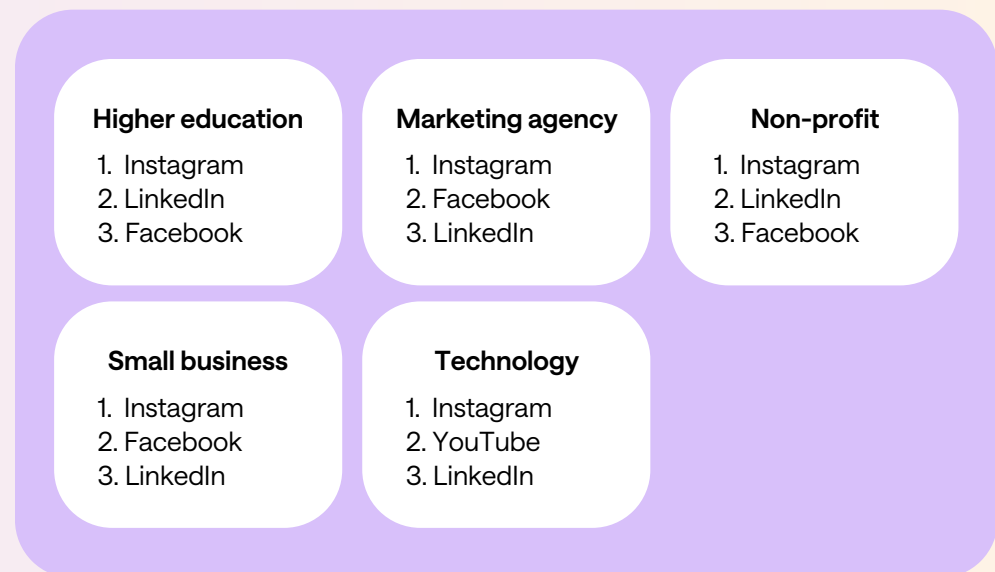 Higher education
1. Instagram
2. LinkedIn
3. Facebook
Marketing agency
1. Instagram
2. Facebook
3. LinkedIn
Non-profit
1. Instagram
2. LinkedIn
3. Facebook
Small business
1. Instagram
2. Facebook
3. LinkedIn
Technology
1. Instagram
2. YouTube
3. LinkedIn